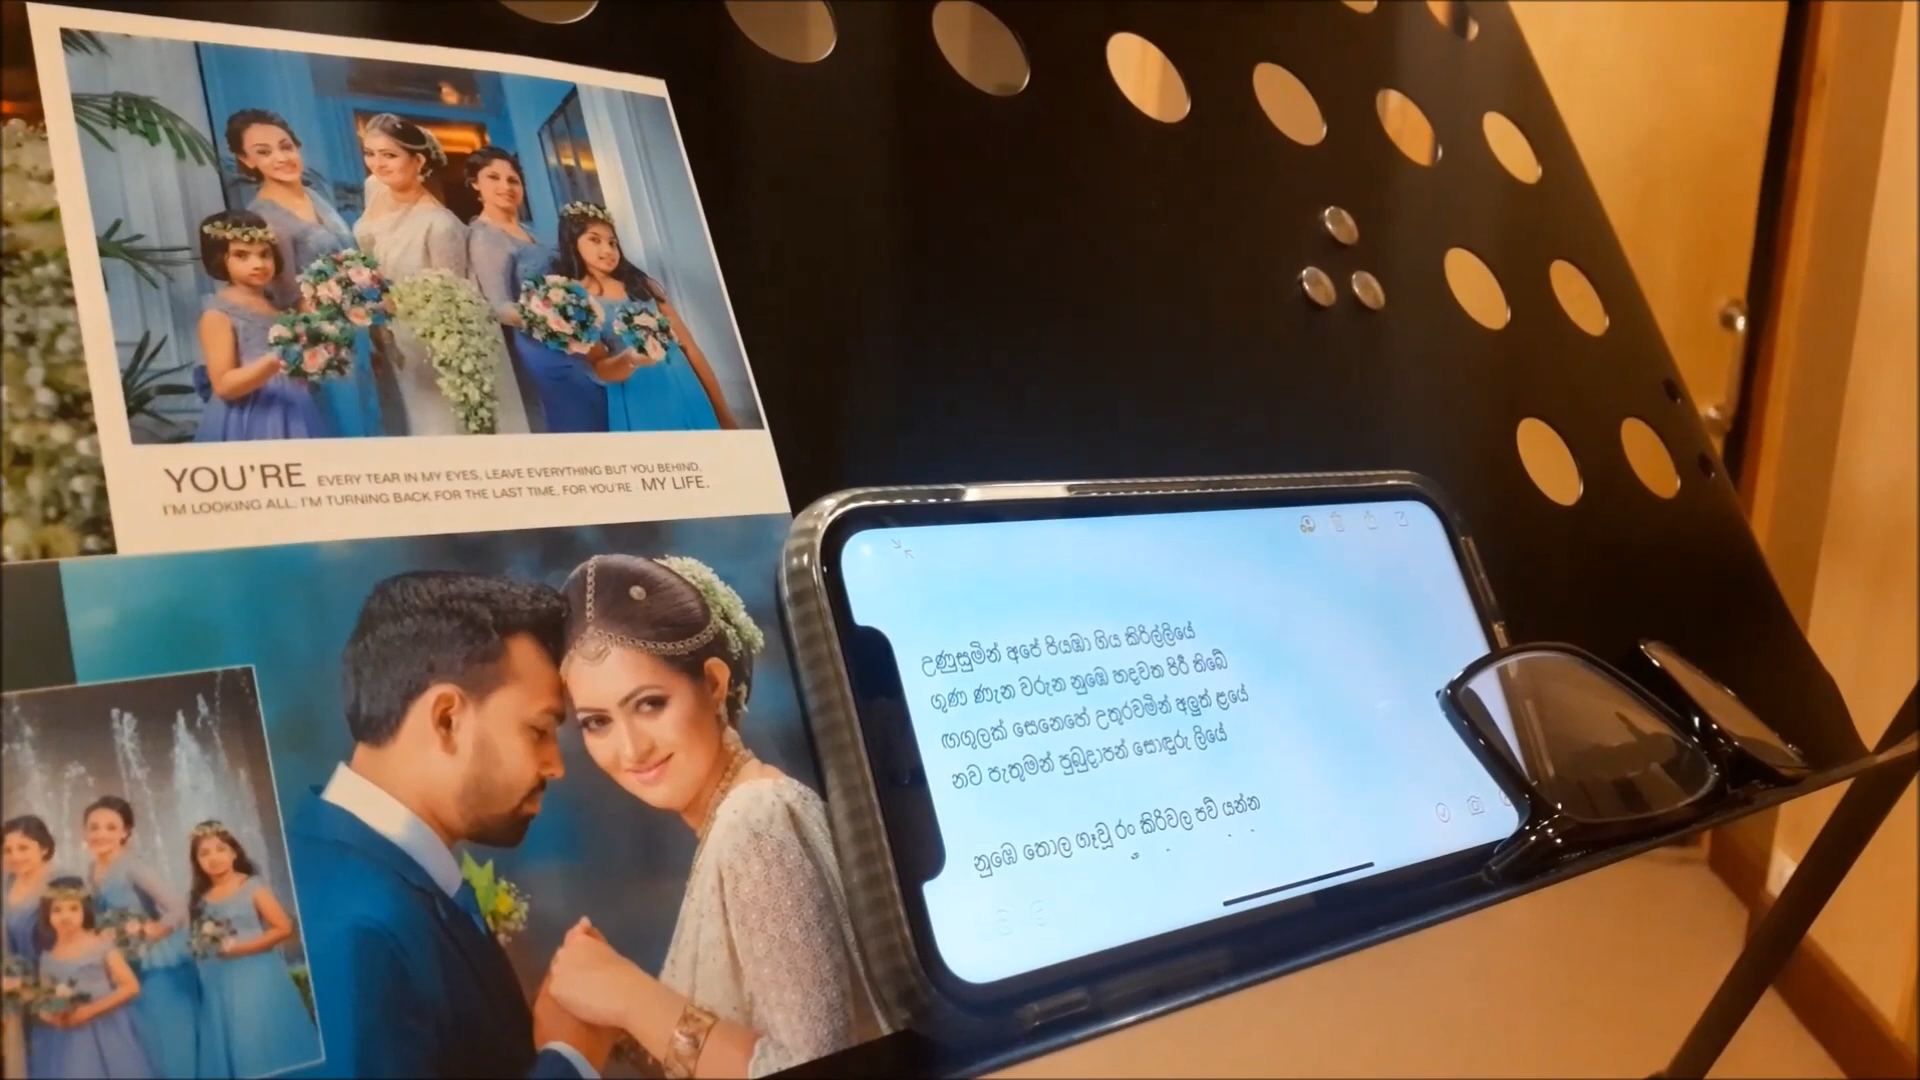 YOU'RE EVERY TEAR IN MY EYES, LEAVE EVERYTHING BUT YOU BEHIND,
I'M LOOKING ALL, I'M TURNING BACK FOR THE LAST TIME, FOR YOU'RE MY LIFE.
උණුසුමින් අපේ පියඹා ගිය කිරිල්ලියේ
ගුණ ණැන වරුන නුඹෙ හදවත පිරී තිබේ
හඟුලක් සෙනෙහේ උතුරවමින් අලුත් ළයේ
නව පැතුමන් පුබුදාපන් සොඳුරු ලියේ
නුඹෙ තොල ගෑවූ රං කිරිවල පව් යන්න